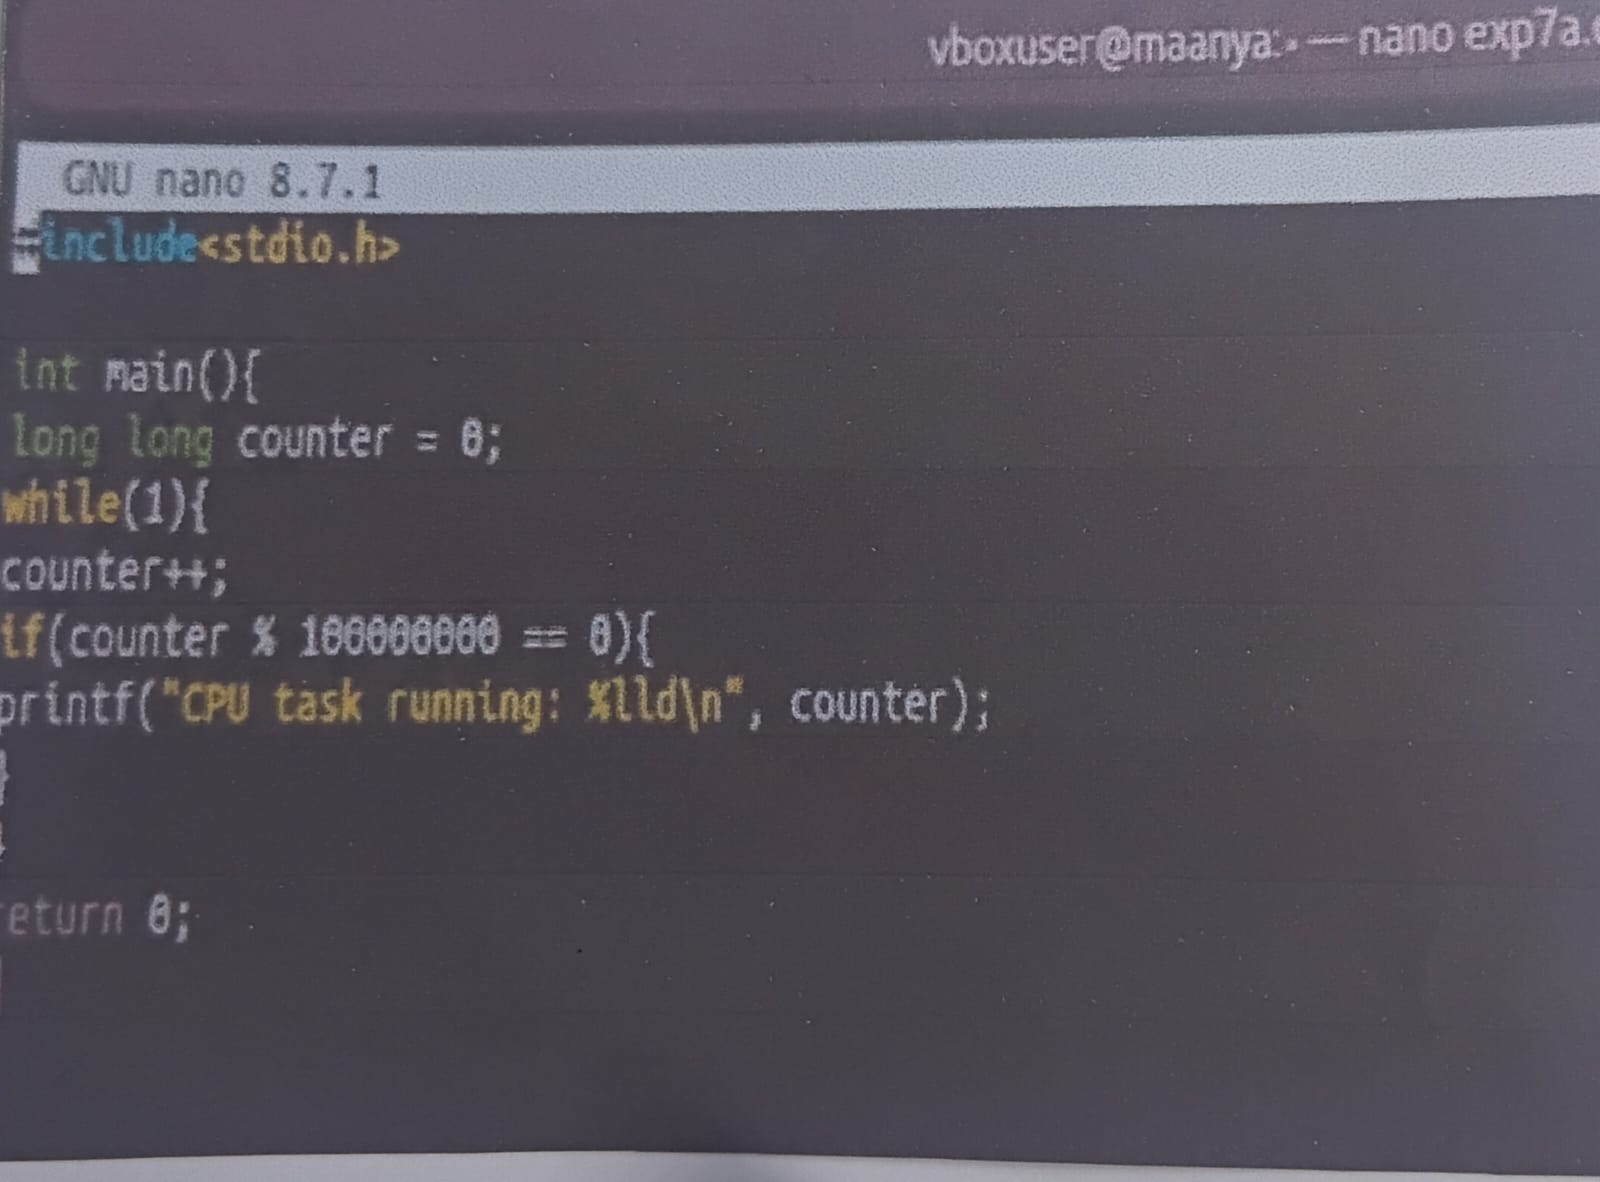 vboxuser@maanya:~ — nano exp7a.c
GNU nano 8.7.1
#include<stdio.h>
int main(){
long long counter = 0;
while(1){
counter++;
if(counter % 100000000 == 0){
printf("CPU task running: %lld\n", counter);
}
}
return 0;
}